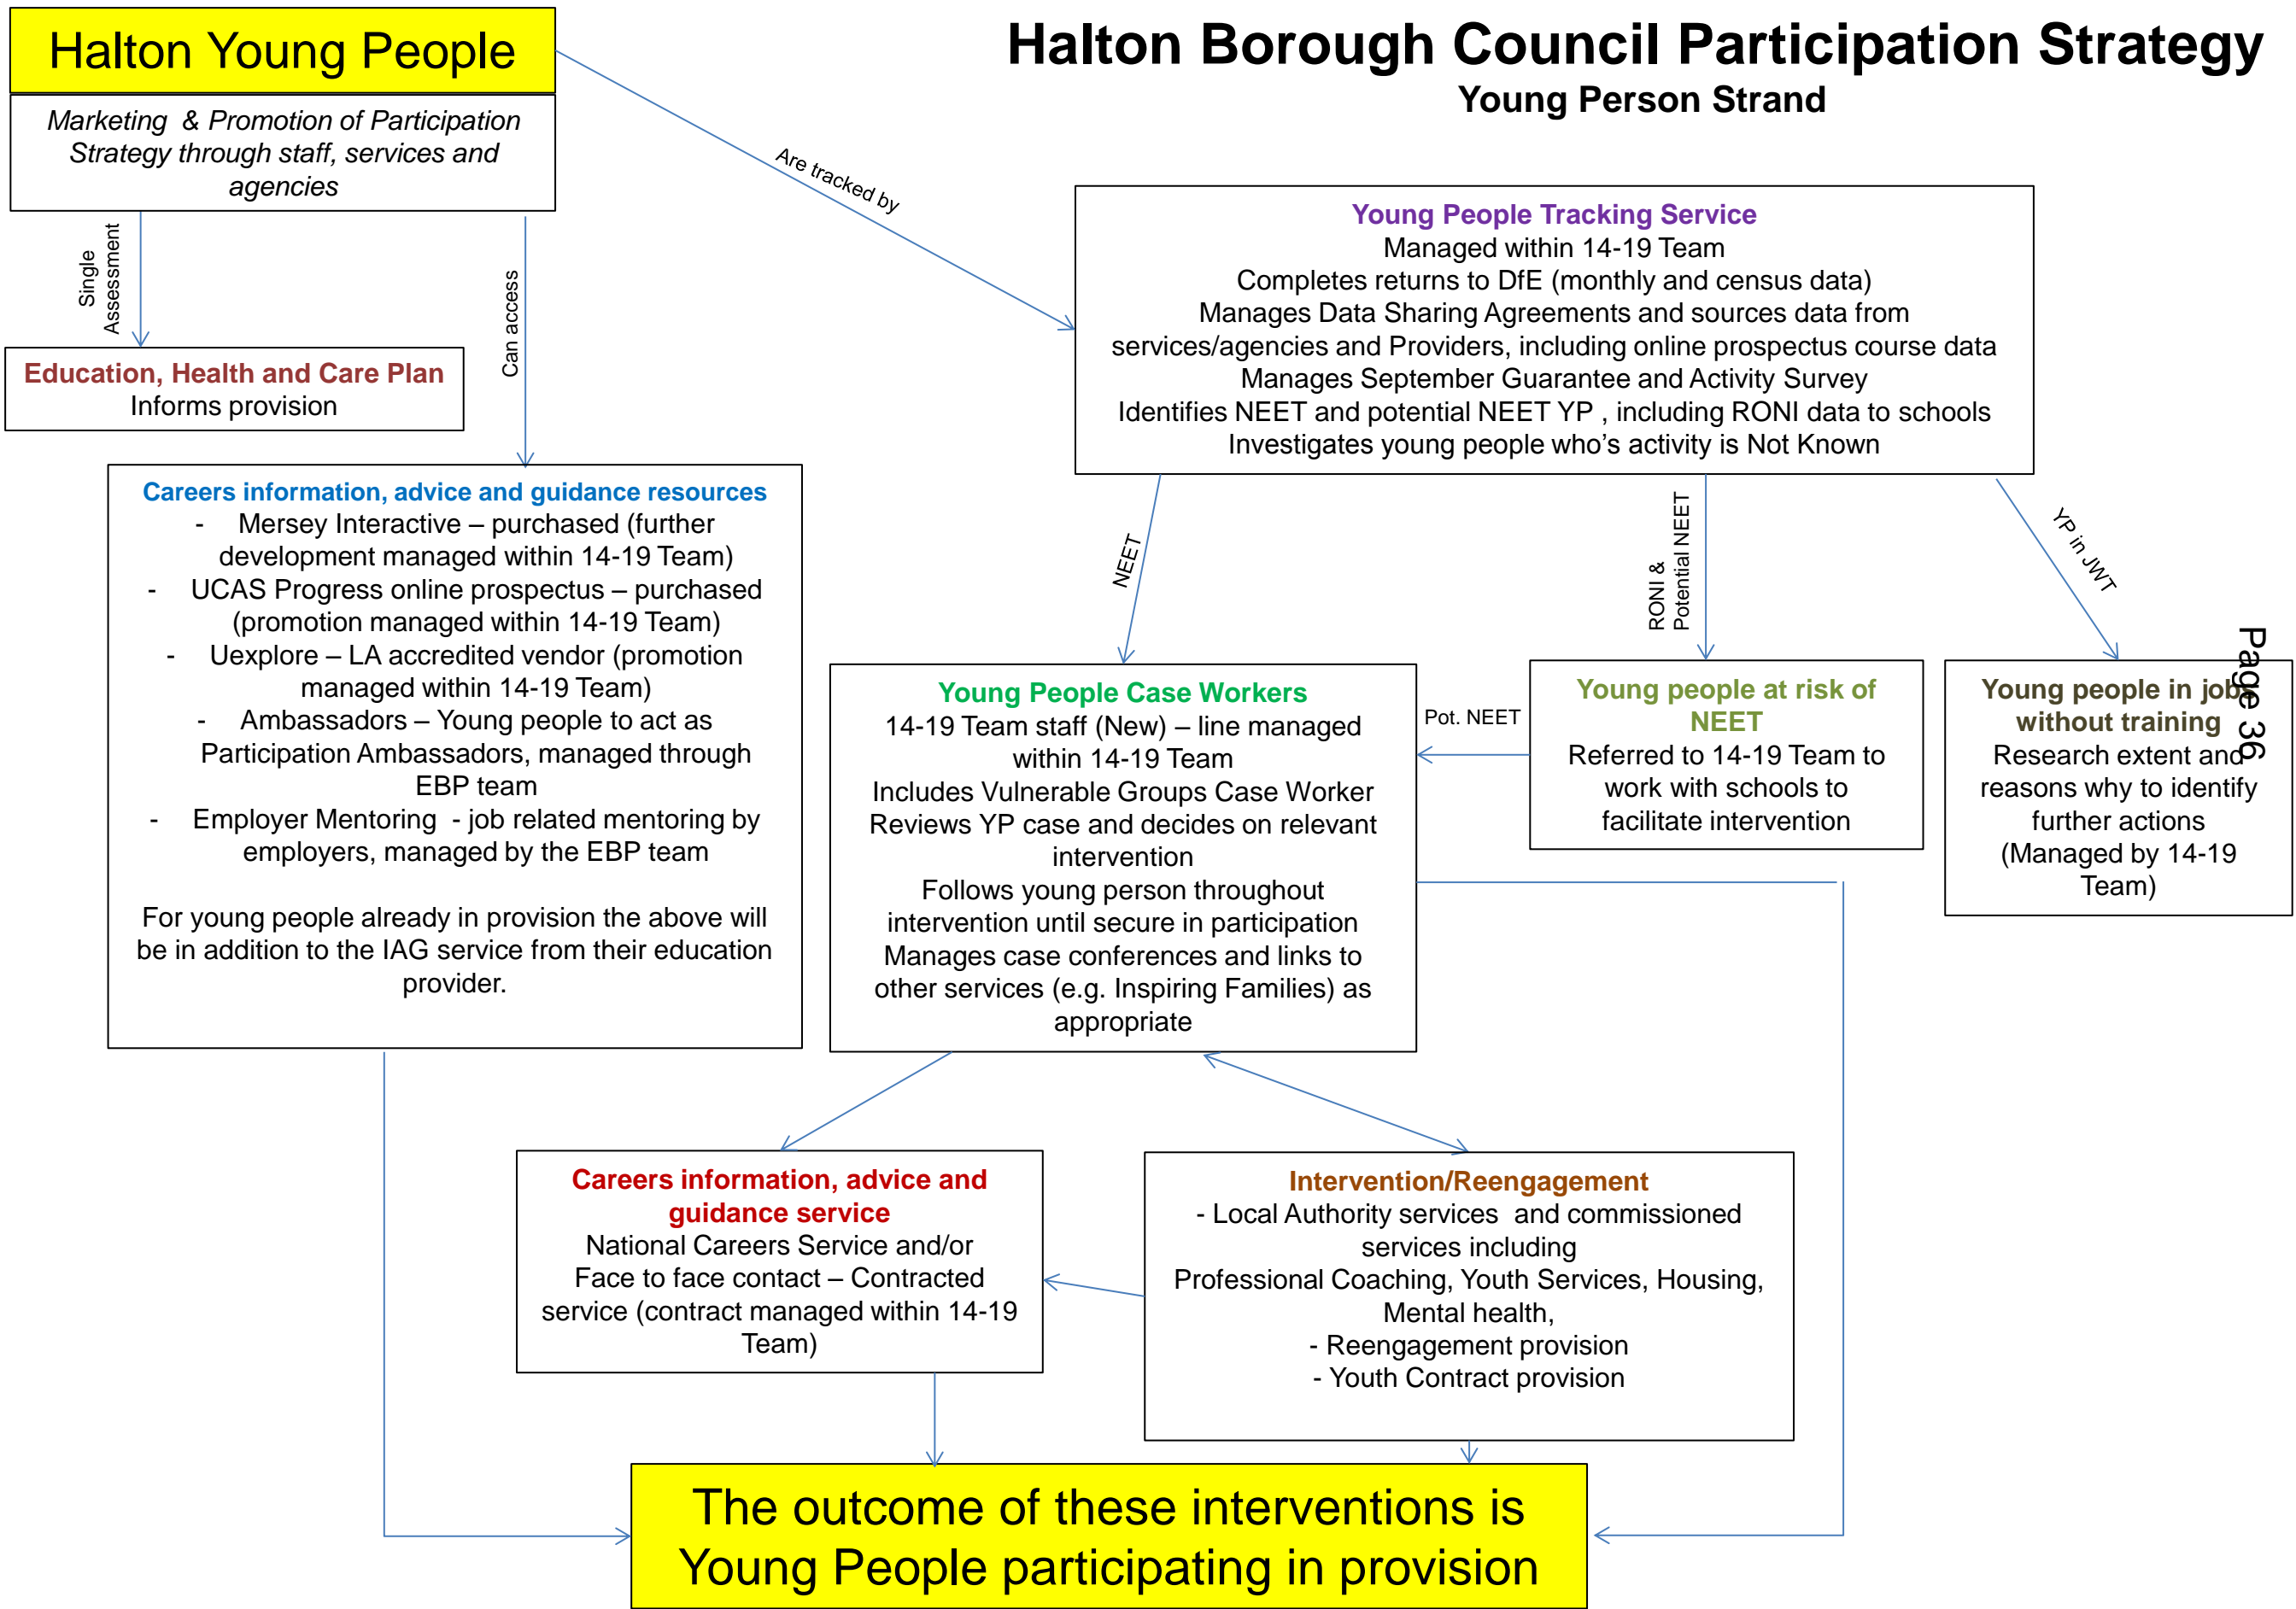 Halton Young People
Marketing & Promotion of Participation
Strategy through staff, services and
agencies
Halton Borough Council Participation Strategy
Young Person Strand
Are tracked by
Single
Assessment
Can access
Education, Health and Care Plan
Informs provision
Young People Tracking Service
Managed within 14-19 Team
Completes returns to DfE (monthly and census data)
Manages Data Sharing Agreements and sources data from
services/agencies and Providers, including online prospectus course data
Manages September Guarantee and Activity Survey
Identifies NEET and potential NEET YP , including RONI data to schools
Investigates young people who's activity is Not Known
Careers information, advice and guidance resources
- Mersey Interactive – purchased (further
development managed within 14-19 Team)
- UCAS Progress online prospectus – purchased
(promotion managed within 14-19 Team)
- Uexplore – LA accredited vendor (promotion
managed within 14-19 Team)
- Ambassadors – Young people to act as
Participation Ambassadors, managed through
EBP team
- Employer Mentoring - job related mentoring by
employers, managed by the EBP team
For young people already in provision the above will
be in addition to the IAG service from their education
provider.
NEET
RONI &
Potential NEET
YP in JWT
Young People Case Workers
14-19 Team staff (New) – line managed
within 14-19 Team
Includes Vulnerable Groups Case Worker
Reviews YP case and decides on relevant
intervention
Follows young person throughout
intervention until secure in participation
Manages case conferences and links to
other services (e.g. Inspiring Families) as
appropriate
Pot. NEET
Young people at risk of
NEET
Referred to 14-19 Team to
work with schools to
facilitate intervention
Young people in jobs
without training
Research extent and
reasons why to identify
further actions
(Managed by 14-19
Team)
Page 36
Careers information, advice and
guidance service
National Careers Service and/or
Face to face contact – Contracted
service (contract managed within 14-19
Team)
Intervention/Reengagement
- Local Authority services and commissioned
services including
Professional Coaching, Youth Services, Housing,
Mental health,
- Reengagement provision
- Youth Contract provision
The outcome of these interventions is
Young People participating in provision